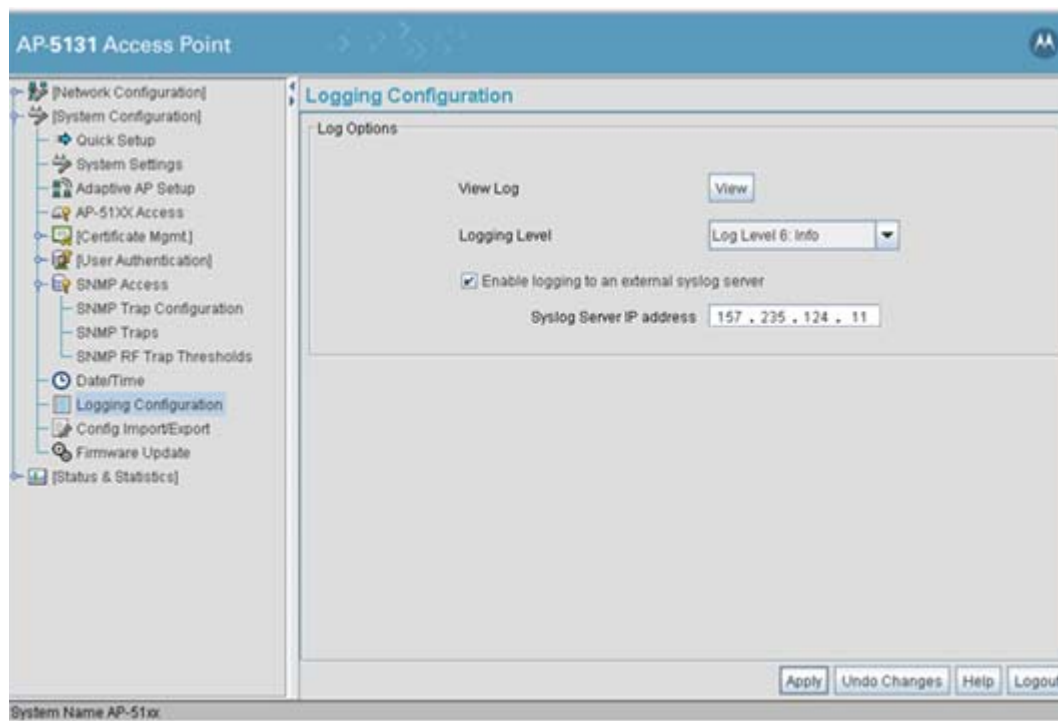 AP-5131 Access Point
[Network Configuration]
[System Configuration]
Quick Setup
System Settings
Adaptive AP Setup
AP-51XX Access
[Certificate Mgmt.]
[User Authentication]
SNMP Access
SNMP Trap Configuration
SNMP Traps
SNMP RF Trap Thresholds
Date/Time
Logging Configuration
Config Import/Export
Firmware Update
[Status & Statistics]
Logging Configuration
Log Options
View Log
View
Logging Level
Log Level 6: Info
Enable logging to an external syslog server
Syslog Server IP address
157 . 235 . 124 . 11
Apply
Undo Changes
Help
Logout
System Name AP-51xx